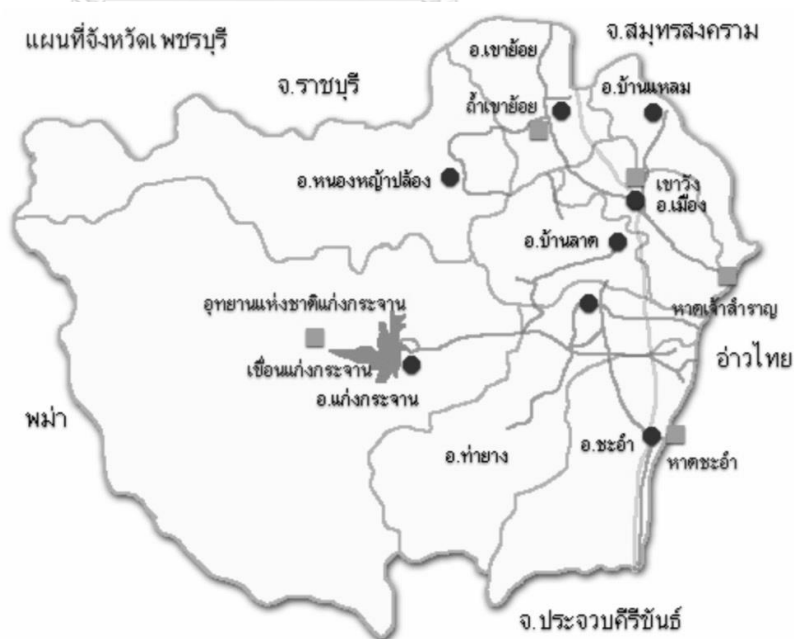 แผนที่จังหวัดเพชรบุรี
จ.สมุทรสงคราม
อ.เขาย้อย
จ.ราชบุรี
อ.บ้านแหลม
ถ้ำเขาย้อย
อ.หนองหญ้าปล้อง
เขาวัง
อ.เมือง
อ.บ้านลาด
อุทยานแห่งชาติแก่งกระจาน
หาดเจ้าสำราญ
เขื่อนแก่งกระจาน
อ่าวไทย
อ.แก่งกระจาน
พม่า
อ.ท่ายาง
อ.ชะอำ
หาดชะอำ
จ.ประจวบคีรีขันธ์